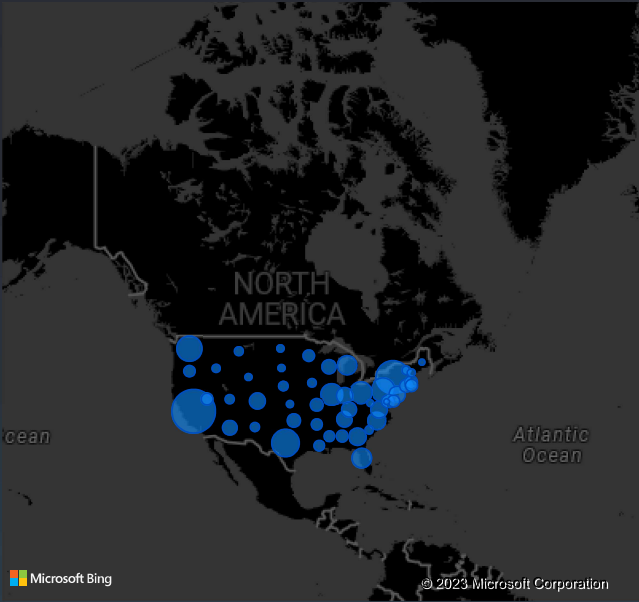 NORTH
AMERICA
cean
Atlantic
Ocean
Microsoft Bing
© 2023 Microsoft Corporation